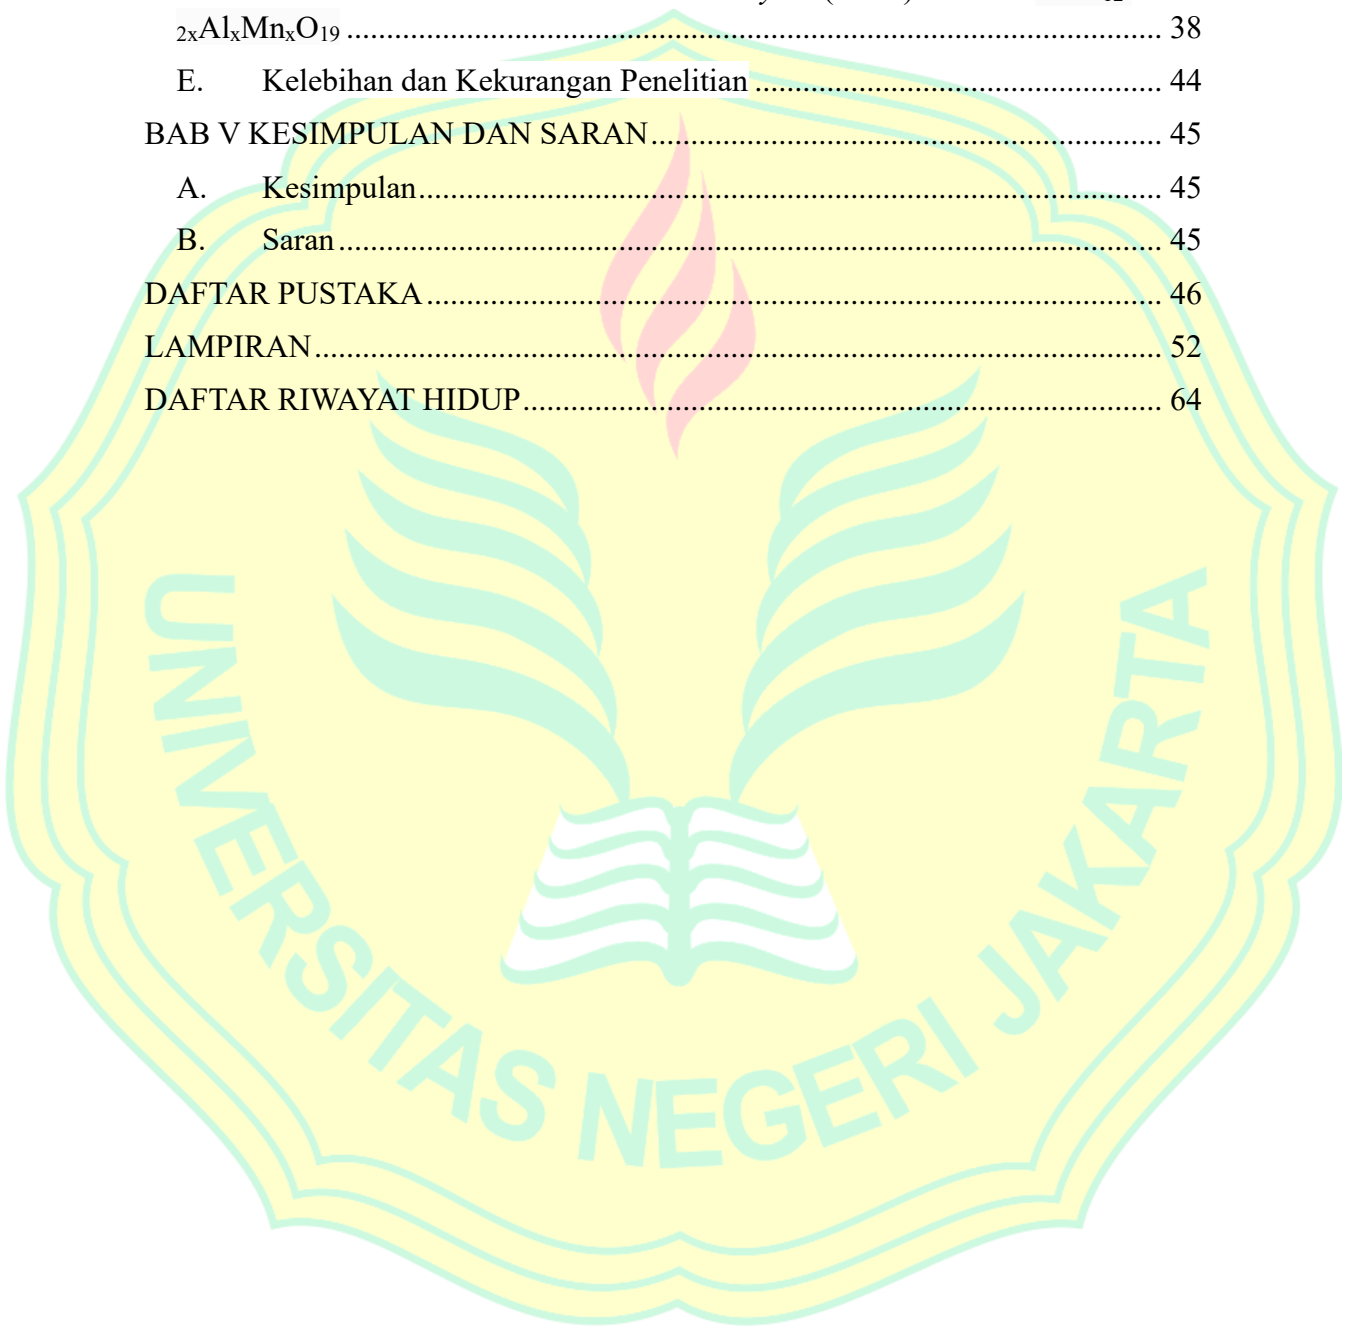 ₂ₓAlₓMnₓO₁₉ ........................................ 38
E. Kelebihan dan Kekurangan Penelitian ........................................ 44
BAB V KESIMPULAN DAN SARAN ........................................ 45
A. Kesimpulan ........................................ 45
B. Saran ........................................ 45
DAFTAR PUSTAKA ........................................ 46
LAMPIRAN ........................................ 52
DAFTAR RIWAYAT HIDUP ........................................ 64
UNIVERSITAS NEGERI JAKARTA